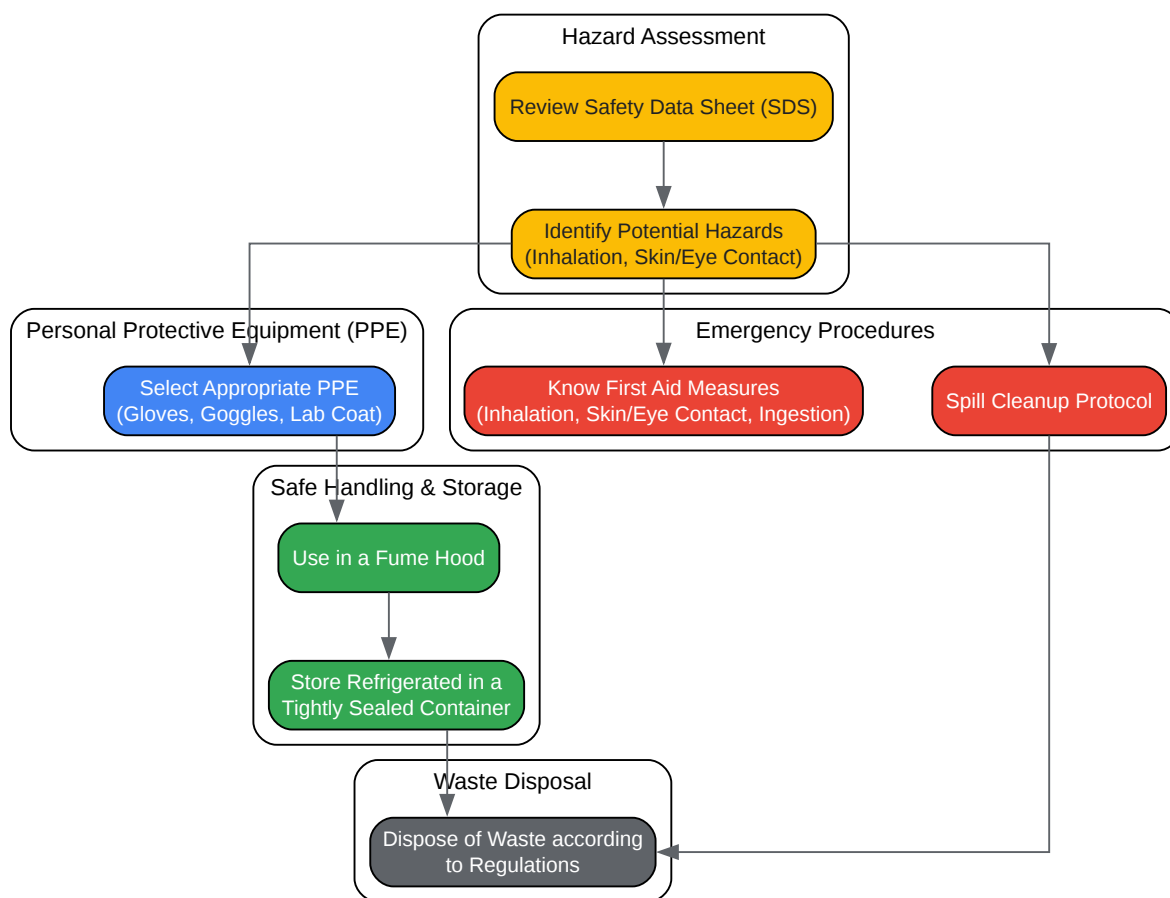 Hazard Assessment
Review Safety Data Sheet (SDS)
Identify Potential Hazards
(Inhalation, Skin/Eye Contact)
Personal Protective Equipment (PPE)
Emergency Procedures
Select Appropriate PPE
(Gloves, Goggles, Lab Coat)
Know First Aid Measures
(Inhalation, Skin/Eye Contact, Ingestion)
Spill Cleanup Protocol
Safe Handling & Storage
Use in a Fume Hood
Store Refrigerated in a
Tightly Sealed Container
Waste Disposal
Dispose of Waste according
to Regulations